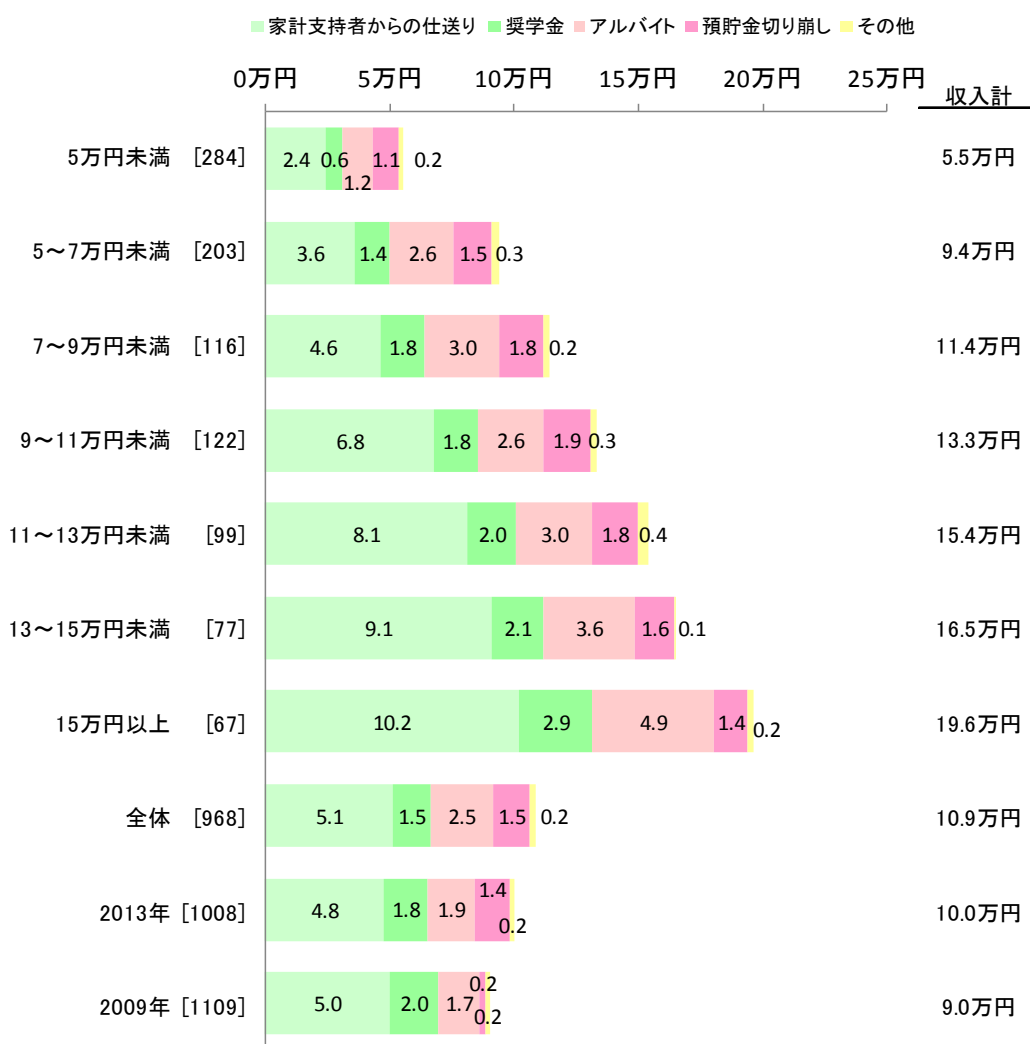 家計支持者からの仕送り 奨学金 アルバイト 預貯金切り崩し その他
0万円 5万円 10万円 15万円 20万円 25万円
収入計
5万円未満 [284] 2.4 0.6 1.2 1.1 0.2 5.5万円
5～7万円未満 [203] 3.6 1.4 2.6 1.5 0.3 9.4万円
7～9万円未満 [116] 4.6 1.8 3.0 1.8 0.2 11.4万円
9～11万円未満 [122] 6.8 1.8 2.6 1.9 0.3 13.3万円
11～13万円未満 [99] 8.1 2.0 3.0 1.8 0.4 15.4万円
13～15万円未満 [77] 9.1 2.1 3.6 1.6 0.1 16.5万円
15万円以上 [67] 10.2 2.9 4.9 1.4 0.2 19.6万円
全体 [968] 5.1 1.5 2.5 1.5 0.2 10.9万円
2013年 [1008] 4.8 1.8 1.9 1.4 0.2 10.0万円
2009年 [1109] 5.0 2.0 1.7 0.2 0.2 9.0万円